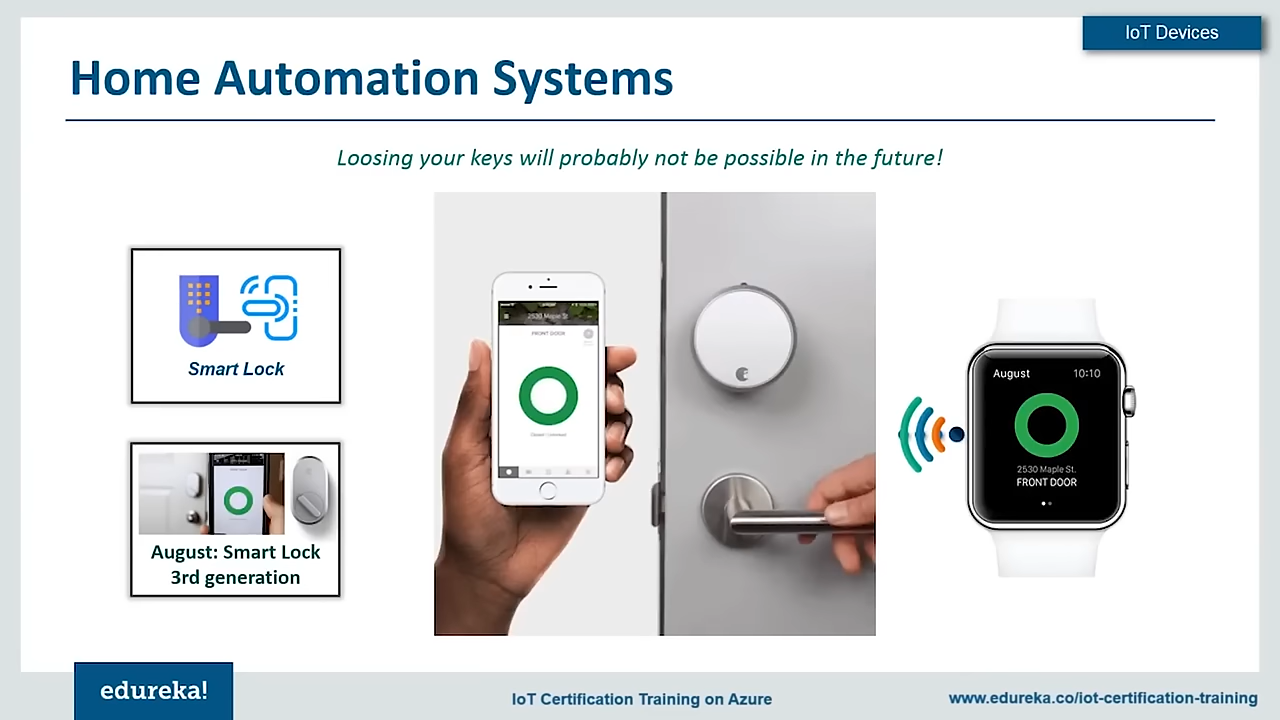 IoT Devices
Home Automation Systems
Loosing your keys will probably not be possible in the future!
Smart Lock
August: Smart Lock
3rd generation
2530 Maple St
FRONT DOOR
August 10:10
2530 Maple St.
FRONT DOOR
edureka!
IoT Certification Training on Azure
www.edureka.co/iot-certification-training